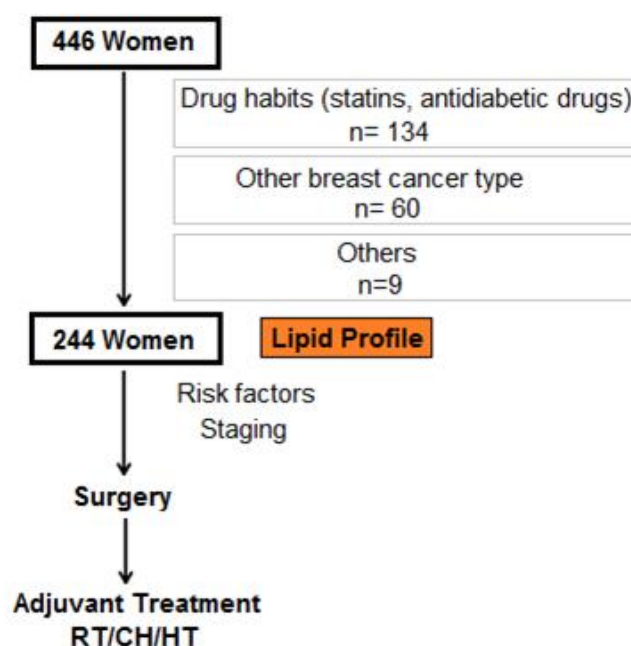 446 Women
Drug habits (statins, antidiabetic drugs)
n= 134
Other breast cancer type
n= 60
Others
n=9
244 Women
Lipid Profile
Risk factors
Staging
Surgery
Adjuvant Treatment
RT/CH/HT